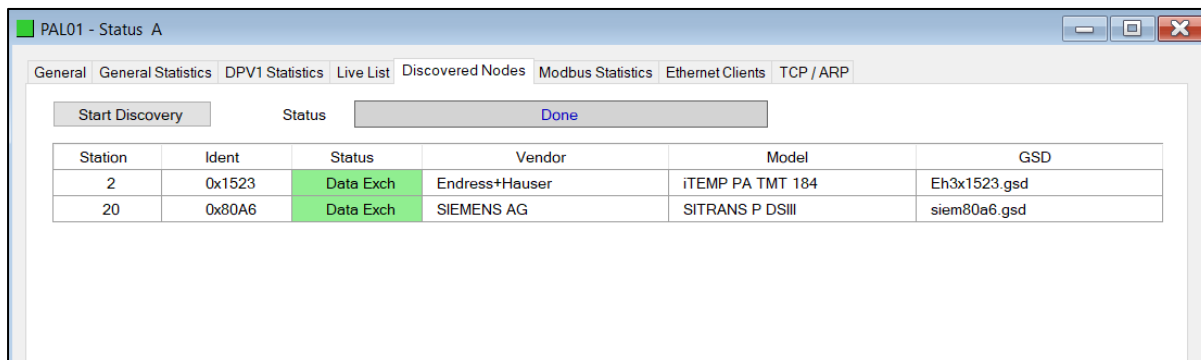 PAL01 - Status A
General General Statistics DPV1 Statistics Live List Discovered Nodes Modbus Statistics Ethernet Clients TCP / ARP
Start Discovery Status Done
Station Ident Status Vendor Model GSD
2 0x1523 Data Exch Endress+Hauser iTEMP PA TMT 184 Eh3x1523.gsd
20 0x80A6 Data Exch SIEMENS AG SITRANS P DSIII siem80a6.gsd